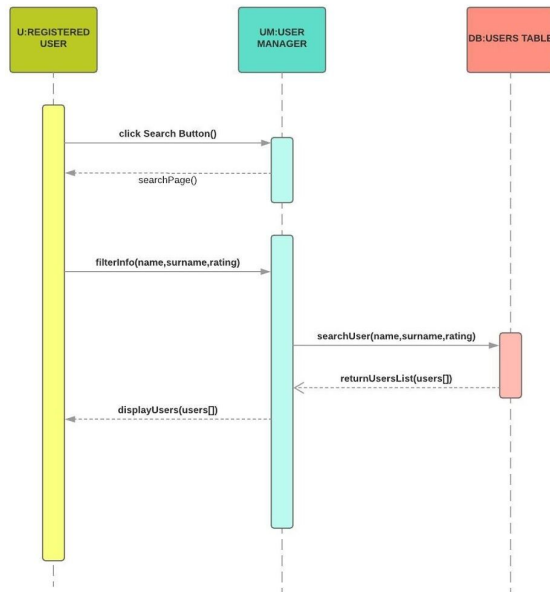 U:REGISTERED
USER
UM:USER
MANAGER
DB:USERS TABLE
click Search Button()
searchPage()
filterInfo(name,surname,rating)
searchUser(name,surname,rating)
returnUsersList(users[])
displayUsers(users[])